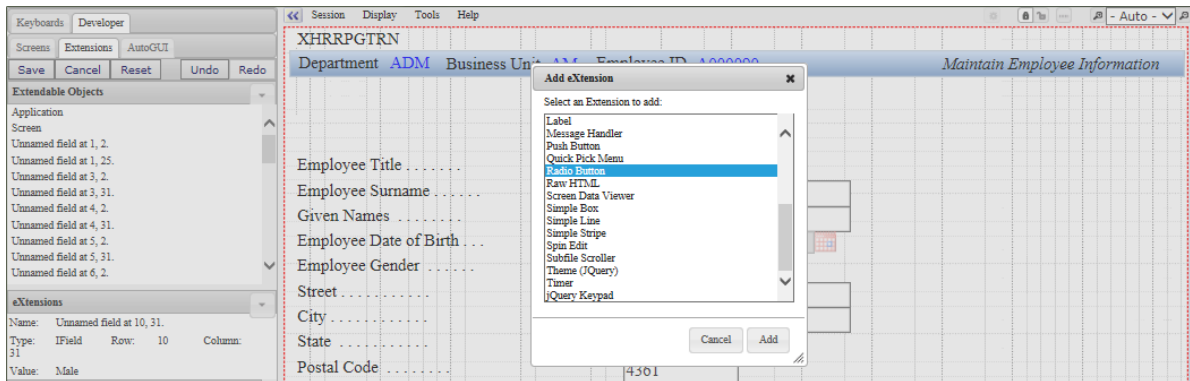 Keyboards Developer
Screens Extensions AutoGUI
Save Cancel Reset Undo Redo
Extendable Objects
Application
Screen
Unnamed field at 1, 2.
Unnamed field at 1, 25.
Unnamed field at 3, 2.
Unnamed field at 3, 31.
Unnamed field at 4, 2.
Unnamed field at 4, 31.
Unnamed field at 5, 2.
Unnamed field at 5, 31.
Unnamed field at 6, 2.
eXtensions
Name: Unnamed field at 10, 31.
Type: IField Row: 10 Column:
31
Value: Male
Session Display Tools Help
- Auto -
XHRRPGTRN
Department ADM Business Unit AM Employee ID A000000 Maintain Employee Information
Employee Title . . . . . . .
Employee Surname . . . . . .
Given Names . . . . . . . .
Employee Date of Birth . . .
Employee Gender . . . . . .
Street . . . . . . . . . . .
City . . . . . . . . . . . .
State . . . . . . . . . . .
Postal Code . . . . . . . . 4361
Add eXtension
Select an Extension to add:
Label
Message Handler
Push Button
Quick Pick Menu
Radio Button
Raw HTML
Screen Data Viewer
Simple Box
Simple Line
Simple Stripe
Spin Edit
Subfile Scroller
Theme (JQuery)
Timer
jQuery Keypad
Cancel Add